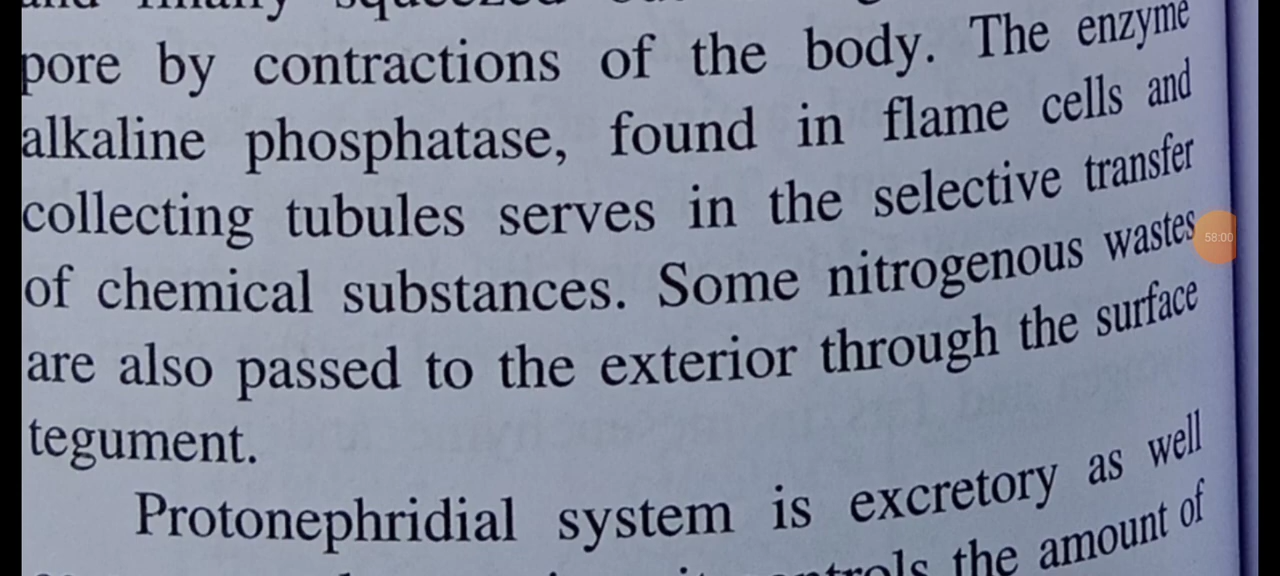 pore by contractions of the body. The enzyme
alkaline phosphatase, found in flame cells and
collecting tubules serves in the selective transfer
of chemical substances. Some nitrogenous wastes
58:00
are also passed to the exterior through the surface
tegument.
Protonephridial system is excretory as well
the amount of